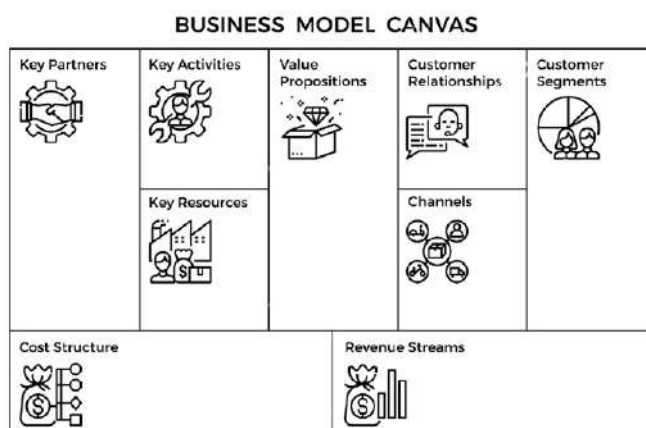 BUSINESS MODEL CANVAS
Key Partners
Key Activities
Value
Propositions
Customer
Relationships
Customer
Segments
Key Resources
$
Channels
Cost Structure
$
Revenue Streams
$